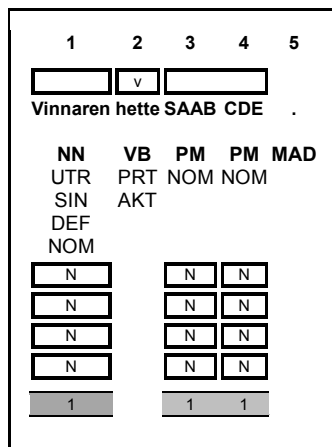 1 2 3 4 5
v
Vinnaren hette SAAB CDE .
NN VB PM PM MAD
UTR PRT NOM NOM
SIN AKT
DEF
NOM
N N N
N N N
N N N
N N N
1 1 1